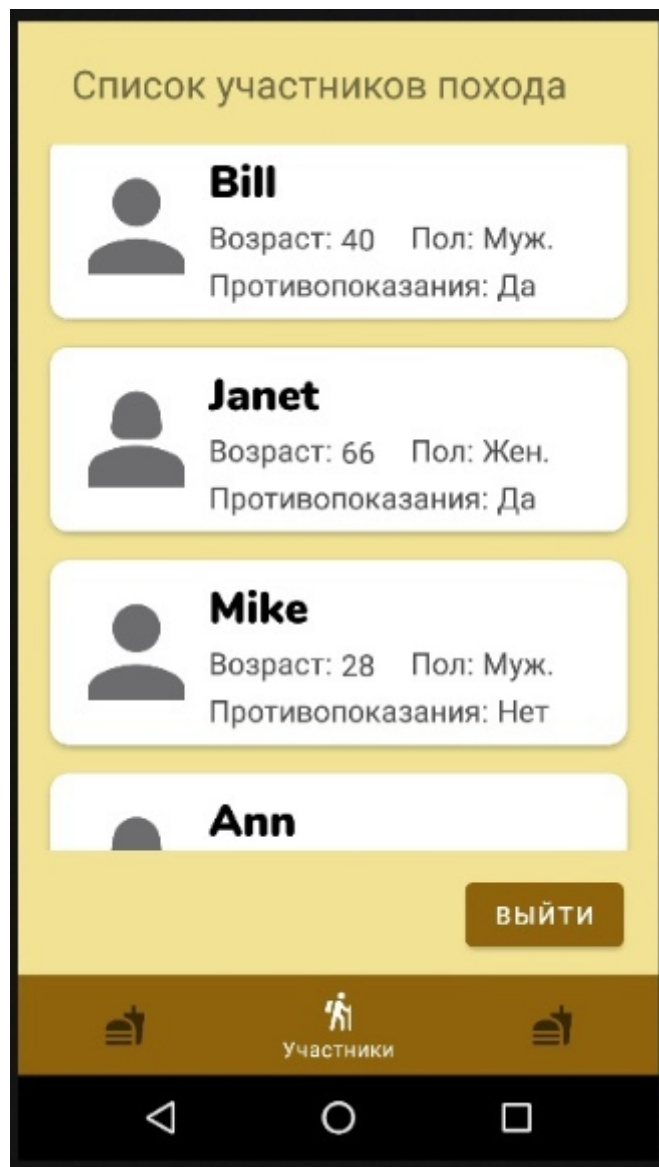 Список участников похода
Bill
Возраст: 40 Пол: Муж.
Противопоказания: Да
Janet
Возраст: 66 Пол: Жен.
Противопоказания: Да
Mike
Возраст: 28 Пол: Муж.
Противопоказания: Нет
Ann
ВЫЙТИ
Участники